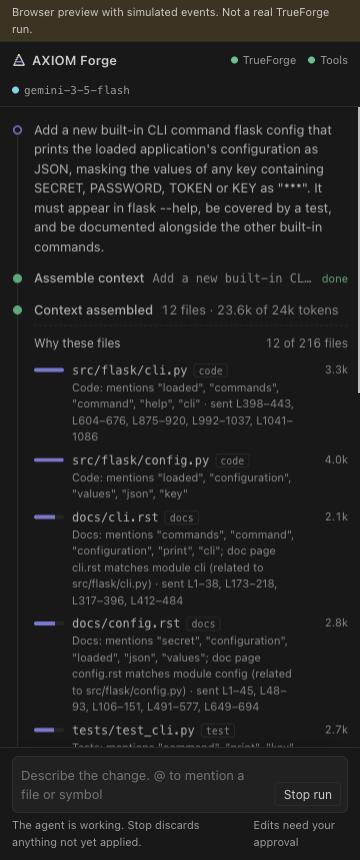 Browser preview with simulated events. Not a real TrueForge
run.
AXIOM Forge
TrueForge
Tools
gemini-3-5-flash
Add a new built-in CLI command flask config that
prints the loaded application's configuration as
JSON, masking the values of any key containing
SECRET, PASSWORD, TOKEN or KEY as "***". It
must appear in flask --help, be covered by a test,
and be documented alongside the other built-in
commands.
Assemble context Add a new built-in CL… done
Context assembled 12 files · 23.6k of 24k tokens
Why these files 12 of 216 files
src/flask/cli.py code 3.3k
Code: mentions "loaded", "commands",
"command", "help", "cli" · sent L398–443,
L604–676, L875–920, L992–1037, L1041–
1086
src/flask/config.py code 4.0k
Code: mentions "loaded", "configuration",
"values", "json", "key"
docs/cli.rst docs 2.1k
Docs: mentions "commands", "command",
"configuration", "print", "cli"; doc page
cli.rst matches module cli (related to
src/flask/cli.py) · sent L1–38, L173–218,
L317–396, L412–484
docs/config.rst docs 2.8k
Docs: mentions "secret", "configuration",
"loaded", "json", "values"; doc page
config.rst matches module config (related
to src/flask/config.py) · sent L1–45, L48–
93, L106–151, L491–577, L649–694
tests/test_cli.py test 2.7k
Tests: mentions "command", "print", "key"
Describe the change. @ to mention a
file or symbol
Stop run
The agent is working. Stop discards
anything not yet applied.
Edits need your
approval